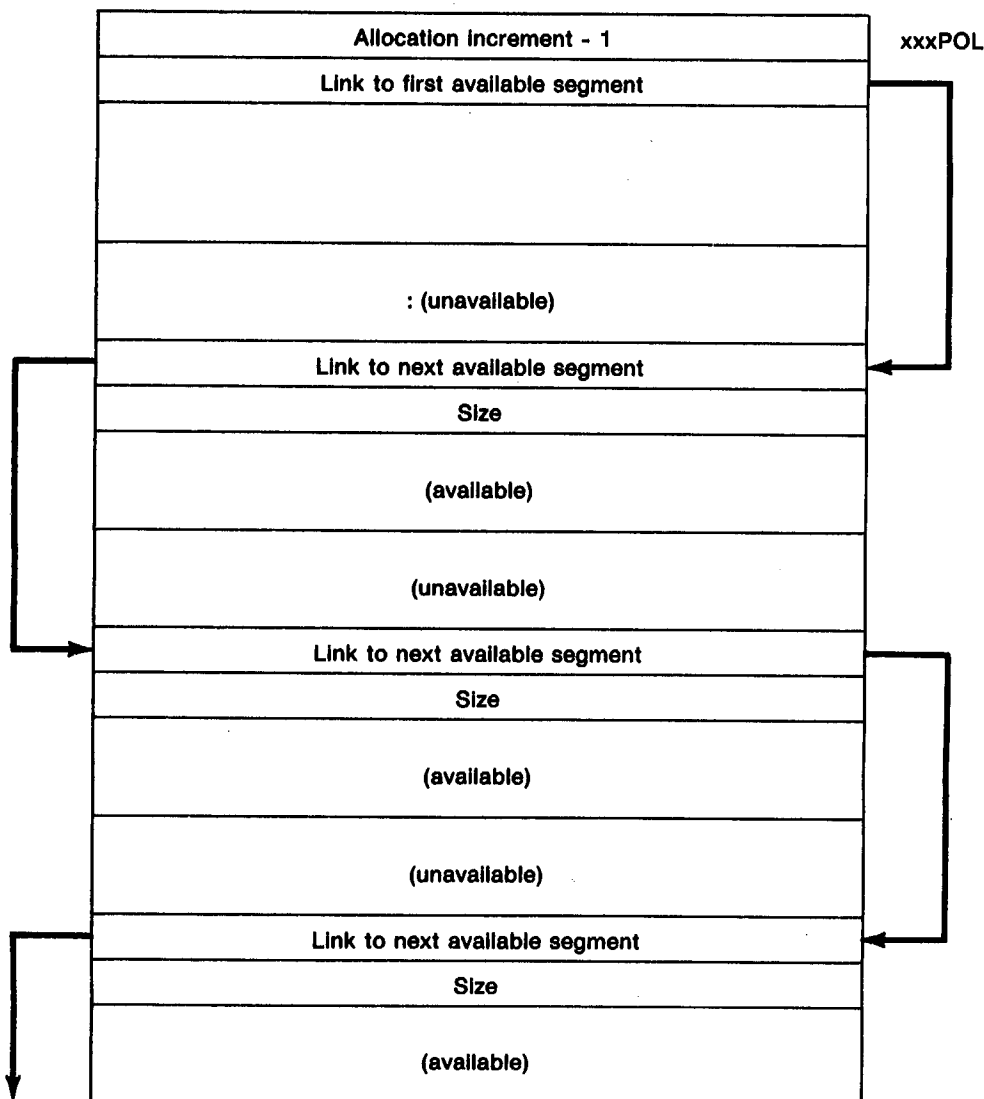 Allocation increment - 1
xxxPOL
Link to first available segment
: (unavailable)
Link to next available segment
Size
(available)
(unavailable)
Link to next available segment
Size
(available)
(unavailable)
Link to next available segment
Size
(available)